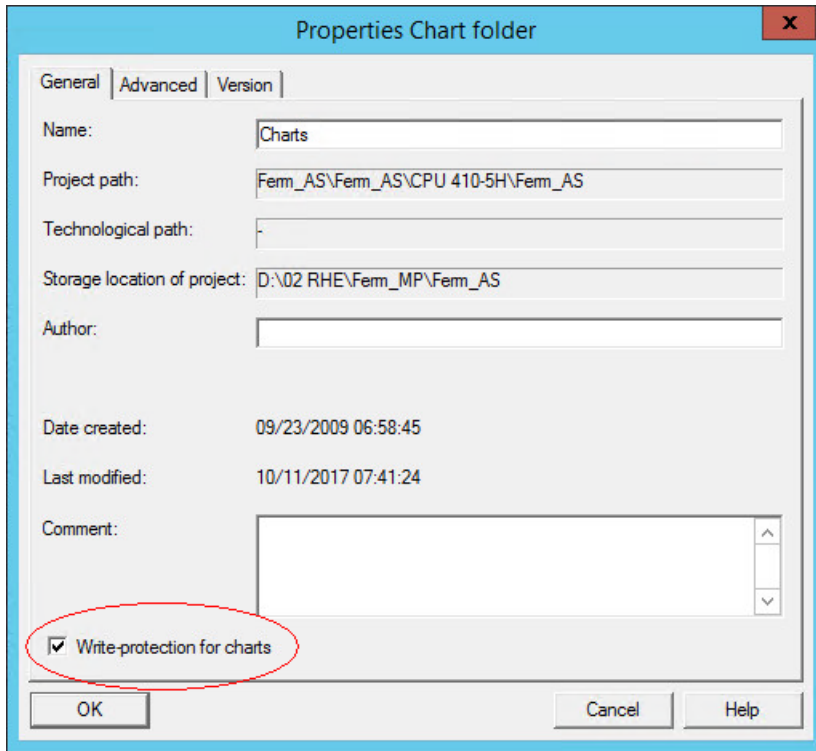 Properties Chart folder
x
General Advanced Version
Name: Charts
Project path: Ferm_AS\Ferm_AS\CPU 410-5H\Ferm_AS
Technological path: -
Storage location of project: D:\02 RHE\Ferm_MP\Ferm_AS
Author:
Date created: 09/23/2009 06:58:45
Last modified: 10/11/2017 07:41:24
Comment:
Write-protection for charts
OK Cancel Help